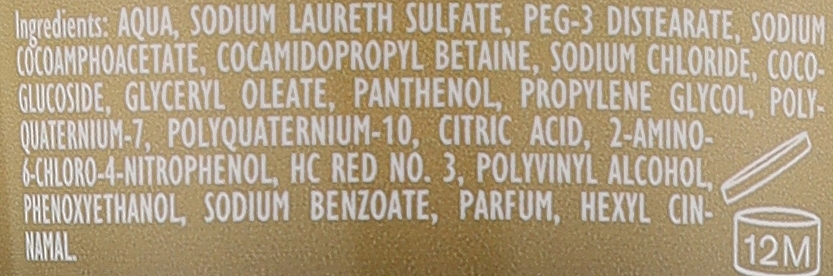 Ingredients: AQUA, SODIUM LAURETH SULFATE, PEG-3 DISTEARATE, SODIUM
COCOAMPHOACETATE, COCAMIDOPROPYL BETAINE, SODIUM CHLORIDE, COCO-
GLUCOSIDE, GLYCERYL OLEATE, PANTHENOL, PROPYLENE GLYCOL, POLY-
QUATERNIUM-7, POLYQUATERNIUM-10, CITRIC ACID, 2-AMINO-
6-CHLORO-4-NITROPHENOL, HC RED NO. 3, POLYVINYL ALCOHOL,
PHENOXYETHANOL, SODIUM BENZOATE, PARFUM, HEXYL CIN-
NAMAL.
12M